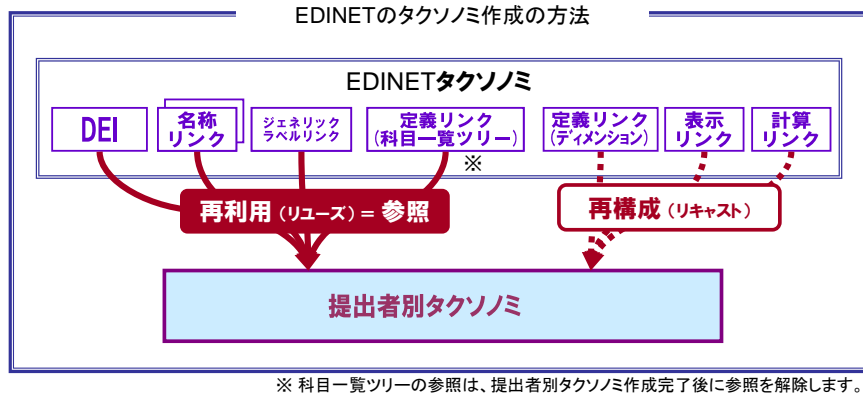 EDINETのタクソノミ作成の方法
EDINETタクソノミ
DEI
名称
リンク
ジェネリック
ラベルリンク
定義リンク
(科目一覧ツリー)
定義リンク
(ディメンション)
表示
リンク
計算
リンク
※
再利用 (リユーズ) = 参照
再構成 (リキャスト)
提出者別タクソノミ
※ 科目一覧ツリーの参照は、提出者別タクソノミ作成完了後に参照を解除します。